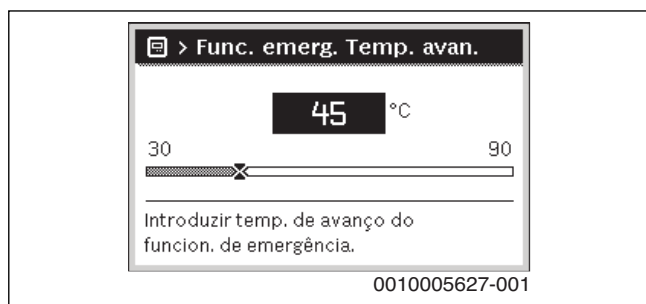 > Func. emerg. Temp. avan.
45 °C
30 90
Introduzir temp. de avanço do
funcion. de emergência.
0010005627-001